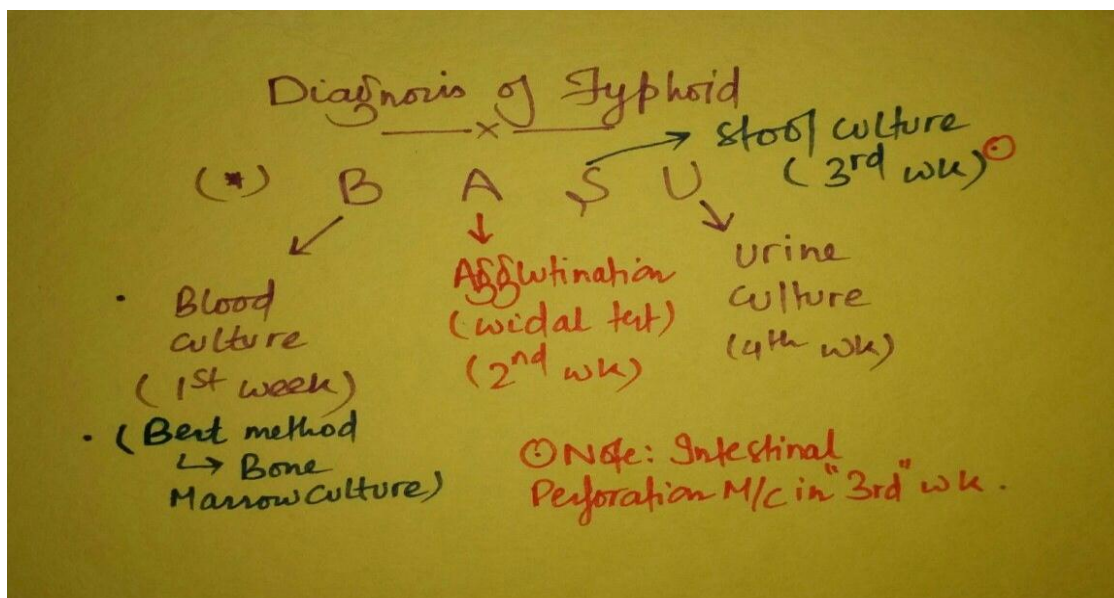 Diagnosis of Typhoid
(*) B A S U
→ stool culture
(3rd wk)⊙
Blood
culture
(1st week)
(Best method
↳ Bone
Marrow culture)
Agglutination
(widal test)
(2nd wk)
urine
culture
(4th wk)
⊙ Note: Intestinal
Perforation M/c in "3rd" wk.